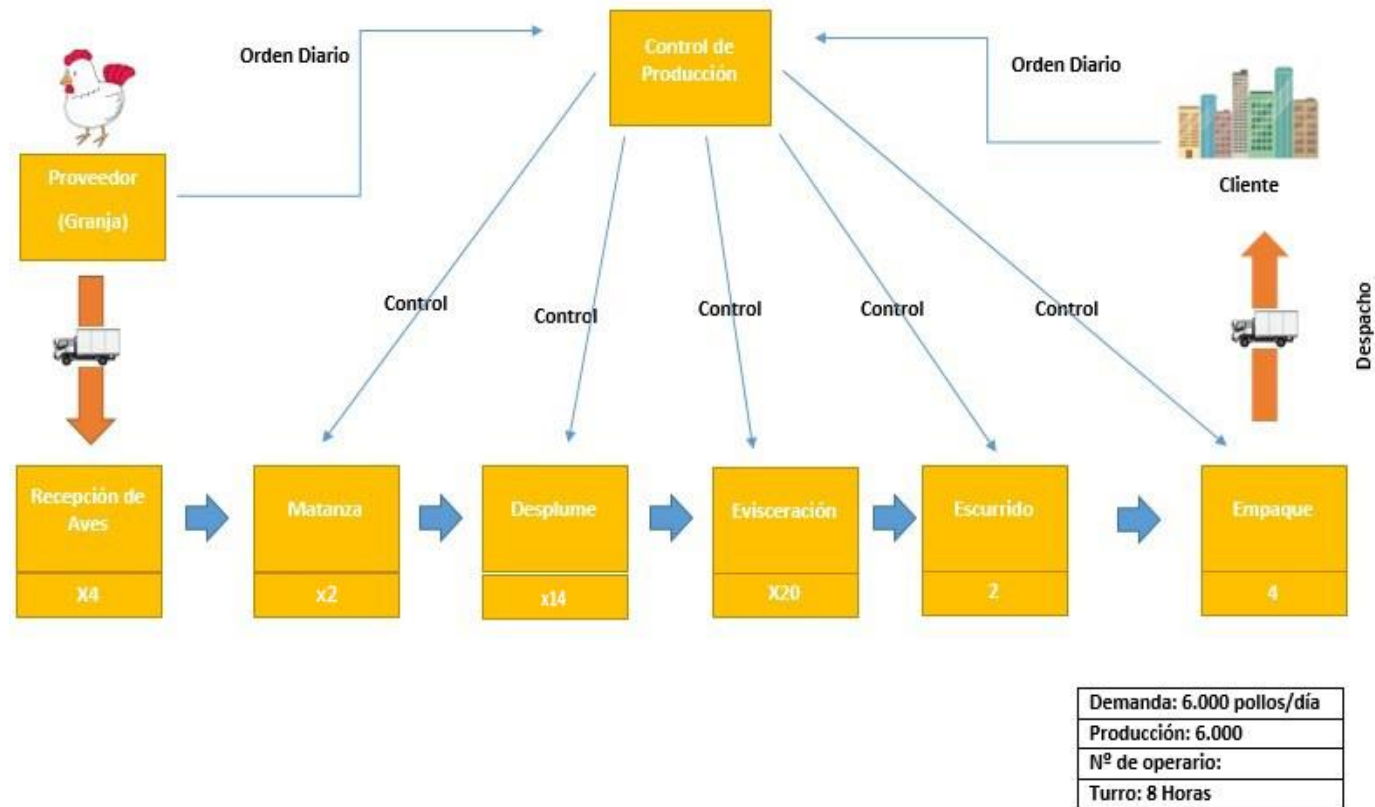 Orden Diario
Control de
Producción
Orden Diario
Proveedor
(Granja)
Cliente
Control
Control
Control
Control
Control
Despacho
Recepción de
Aves
X4
Matanza
x2
Desplume
x14
Evisceración
X20
Escurrido
2
Empaque
4
Demanda: 6.000 pollos/día
Producción: 6.000
Nº de operario:
Turro: 8 Horas